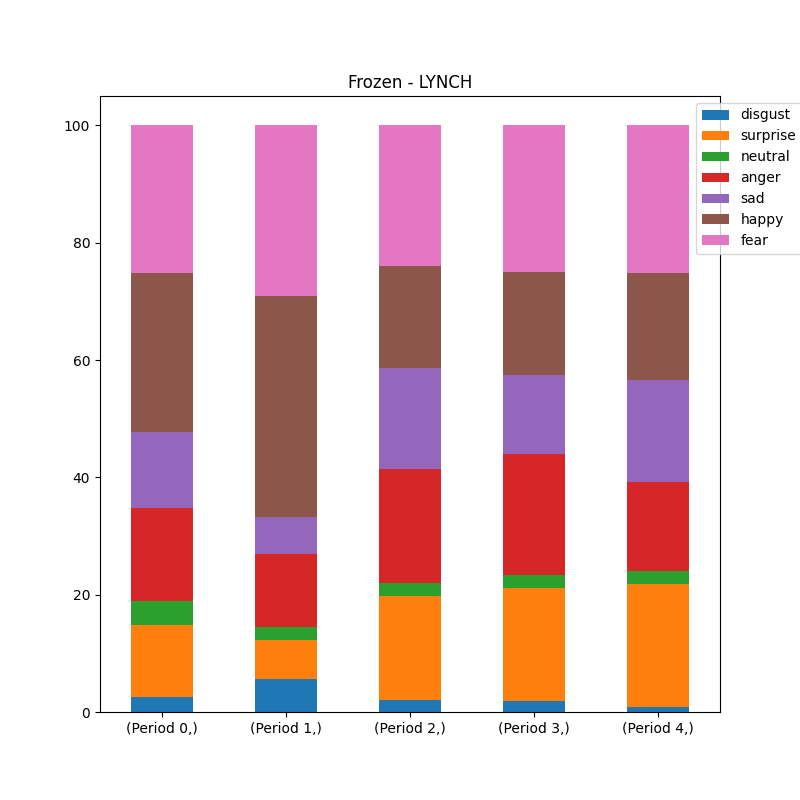 Frozen - LYNCH
100
80
60
40
20
0
(Period 0,)
(Period 1,)
(Period 2,)
(Period 3,)
(Period 4,)
disgust
surprise
neutral
anger
sad
happy
fear